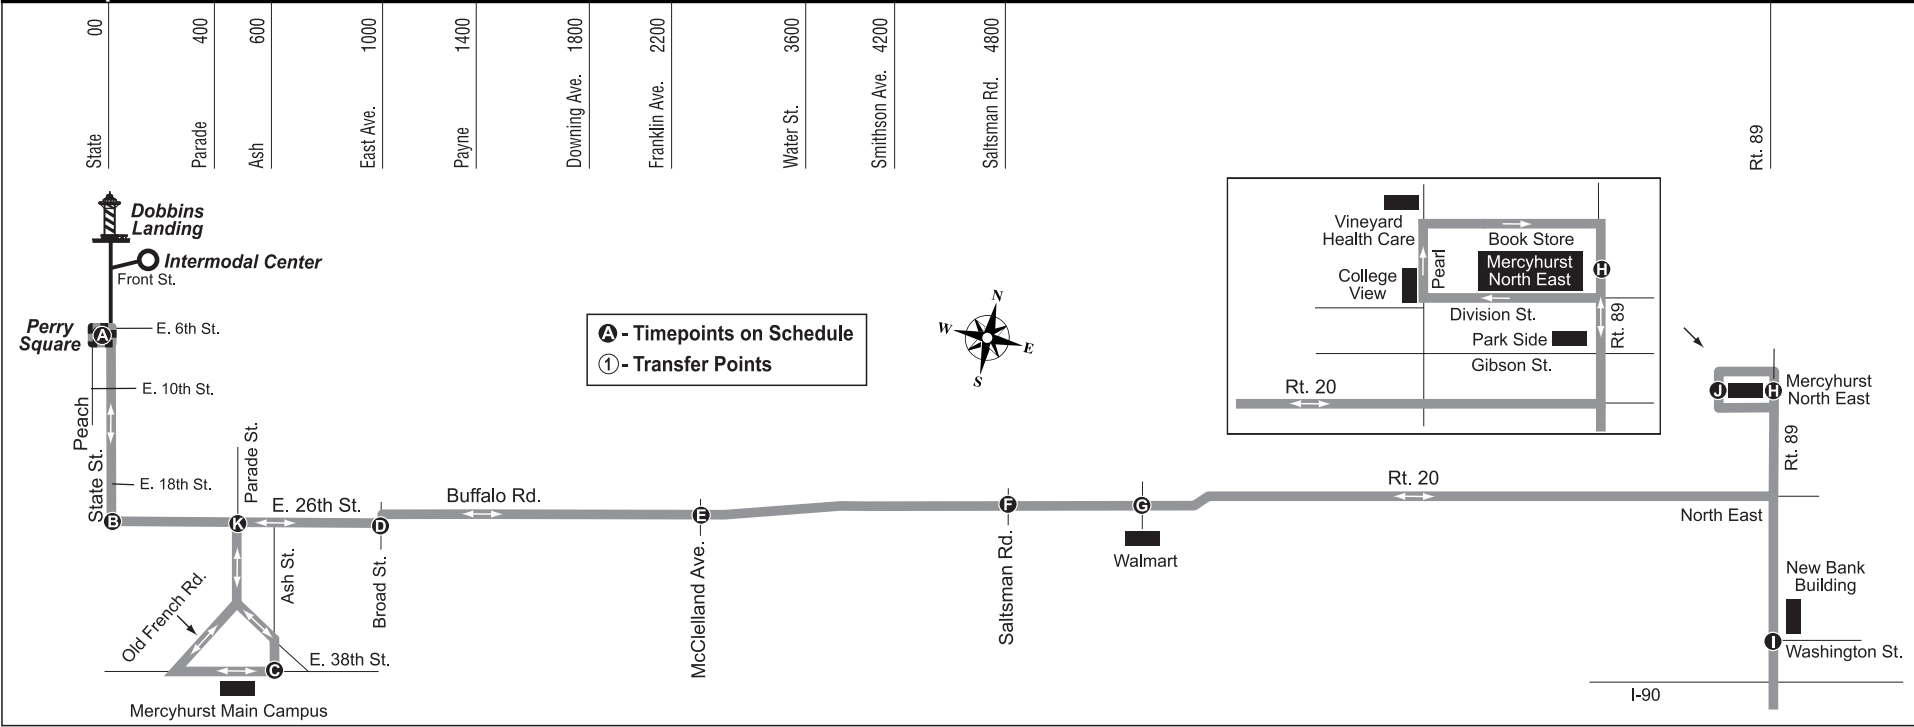 State 00
Parade 400
Ash 600
East Ave. 1000
Payne 1400
Downing Ave. 1800
Franklin Ave. 2200
Water St. 3600
Smithson Ave. 4200
Saltsman Rd. 4800
Rt. 89
Dobbins
Landing
Intermodal Center
Front St.
Perry
Square
A
E. 6th St.
E. 10th St.
Peach
State St.
E. 18th St.
B
Parade St.
K
E. 26th St.
D
Buffalo Rd.
E
F
G
Rt. 20
North East
Walmart
Ash St.
Broad St.
McClelland Ave.
Saltsman Rd.
Old French Rd.
E. 38th St.
C
Mercyhurst Main Campus
A - Timepoints on Schedule
1 - Transfer Points
N
W
E
S
Vineyard
Health Care
Book Store
Mercyhurst
North East
H
College
View
Pearl
Division St.
Park Side
Rt. 89
Gibson St.
Rt. 20
J
H
Mercyhurst
North East
Rt. 89
New Bank
Building
I
Washington St.
I-90